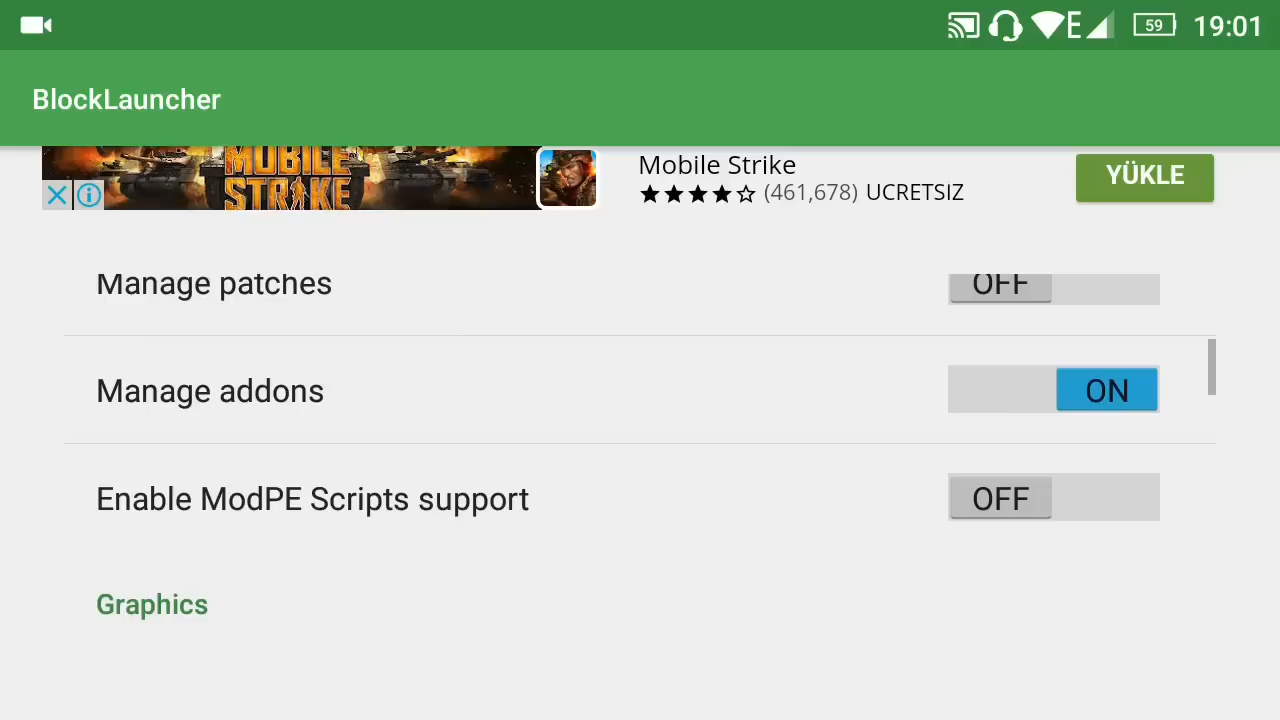 E
59
19:01
BlockLauncher
MOBILE
STRIKE
Mobile Strike
(461,678) UCRETSIZ
YÜKLE
Manage patches
OFF
Manage addons
ON
Enable ModPE Scripts support
OFF
Graphics